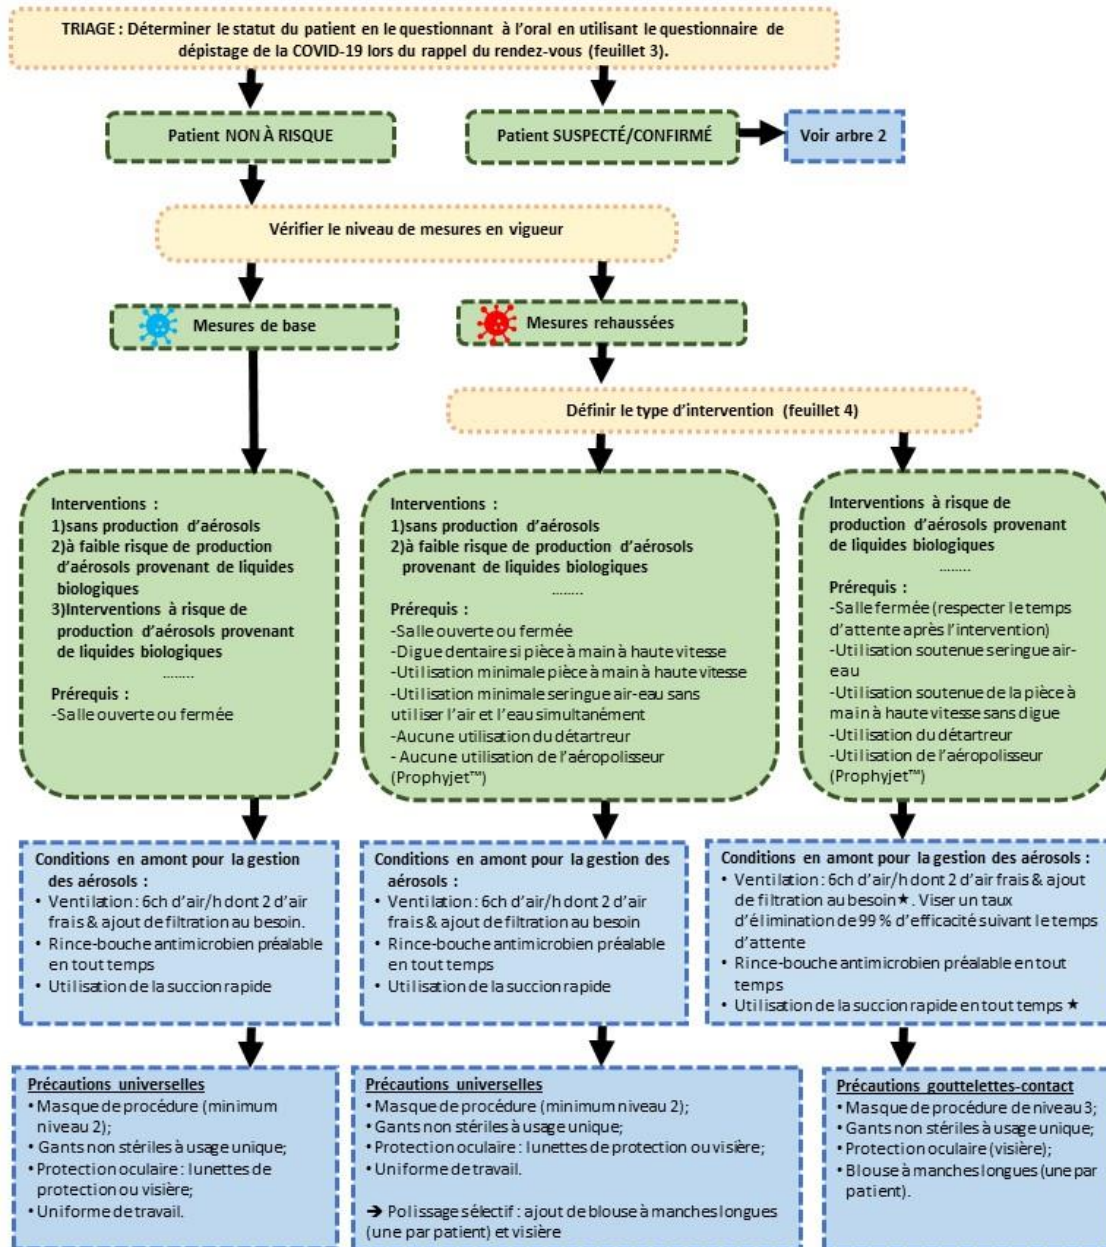 TRIAGE : Déterminer le statut du patient en le questionnant à l'oral en utilisant le questionnaire de
dépistage de la COVID-19 lors du rappel du rendez-vous (feuillet 3).
Patient NON À RISQUE
Patient SUSPECTÉ/CONFIRMÉ
Voir arbre 2
Vérifier le niveau de mesures en vigueur
Mesures de base
Mesures rehaussées
Définir le type d'intervention (feuillet 4)
Interventions :
1)sans production d'aérosols
2)à faible risque de production
d'aérosols provenant de liquides
biologiques
3)Interventions à risque de
production d'aérosols provenant
de liquides biologiques
........
Prérequis :
-Salle ouverte ou fermée
Interventions :
1)sans production d'aérosols
2)à faible risque de production d'aérosols
provenant de liquides biologiques
........
Prérequis :
-Salle ouverte ou fermée
-Digue dentaire si pièce à main à haute vitesse
-Utilisation minimale pièce à main à haute vitesse
-Utilisation minimale seringue air-eau sans
utiliser l'air et l'eau simultanément
-Aucune utilisation du détartreur
- Aucune utilisation de l'aéropolisseur
(Prophyjet™)
Interventions à risque de
production d'aérosols provenant
de liquides biologiques
........
Prérequis :
-Salle fermée (respecter le temps
d'attente après l'intervention)
-Utilisation soutenue seringue air-
eau
-Utilisation soutenue de la pièce à
main à haute vitesse sans digue
-Utilisation du détartreur
-Utilisation de l'aéropolisseur
(Prophyjet™)
Conditions en amont pour la gestion
des aérosols :
• Ventilation : 6ch d'air/h dont 2 d'air
frais & ajout de filtration au besoin.
• Rince-bouche antimicrobien préalable
en tout temps
• Utilisation de la succion rapide
Conditions en amont pour la gestion des
aérosols :
• Ventilation : 6ch d'air/h dont 2 d'air
frais & ajout de filtration au besoin
• Rince-bouche antimicrobien préalable
en tout temps
• Utilisation de la succion rapide
Conditions en amont pour la gestion des aérosols :
• Ventilation : 6ch d'air/h dont 2 d'air frais & ajout
de filtration au besoin★. Viser un taux
d'élimination de 99 % d'efficacité suivant le temps
d'attente
• Rince-bouche antimicrobien préalable en tout
temps
• Utilisation de la succion rapide en tout temps ★
Précautions universelles
• Masque de procédure (minimum
niveau 2);
• Gants non stériles à usage unique;
• Protection oculaire : lunettes de
protection ou visière;
• Uniforme de travail.
Précautions universelles
• Masque de procédure (minimum niveau 2);
• Gants non stériles à usage unique;
• Protection oculaire : lunettes de protection ou visière;
• Uniforme de travail.
➔ Polissage sélectif : ajout de blouse à manches longues
(une par patient) et visière
Précautions gouttelettes-contact
• Masque de procédure de niveau 3;
• Gants non stériles à usage unique;
• Protection oculaire (visière);
• Blouse à manches longues (une par
patient).